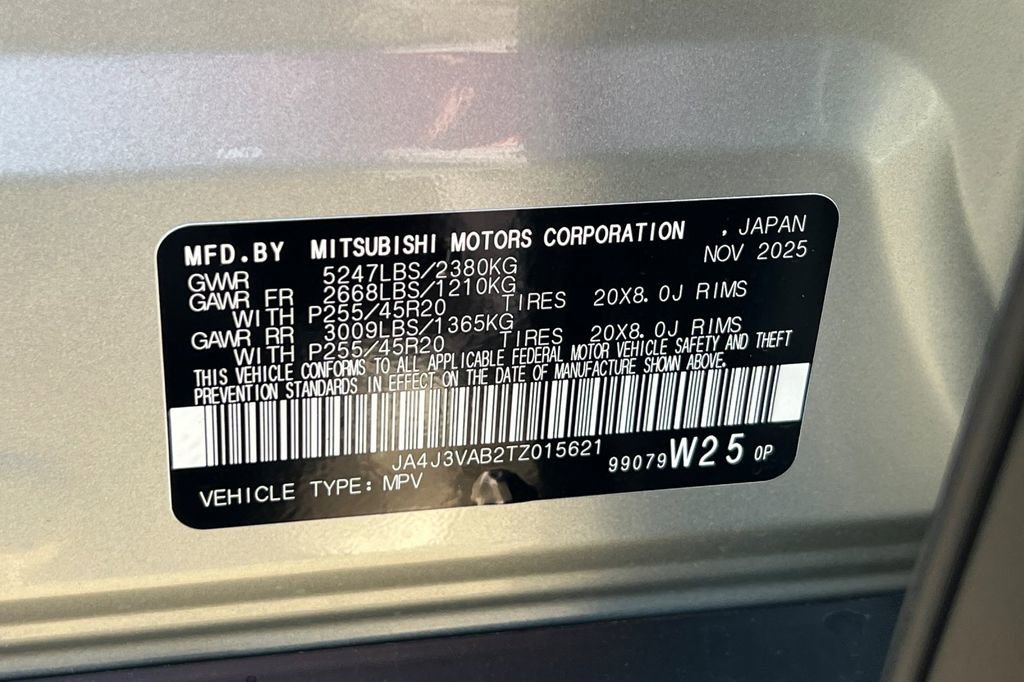 MFD.BY MITSUBISHI MOTORS CORPORATION , JAPAN
GWWR 5247LBS/2380KG NOV 2025
GAWR FR 2668LBS/1210KG
WITH P255/45R20 TIRES 20X8.0J RIMS
GAWR RR 3009LBS/1365KG
WITH P255/45R20 TIRES 20X8.0J RIMS
THIS VEHICLE CONFORMS TO ALL APPLICABLE FEDERAL MOTOR VEHICLE SAFETY AND THEFT
PREVENTION STANDARDS IN EFFECT ON THE DATE OF MANUFACTURE SHOWN ABOVE.
JA4J3VAB2TZ015621
99079 W25 0P
VEHICLE TYPE: MPV